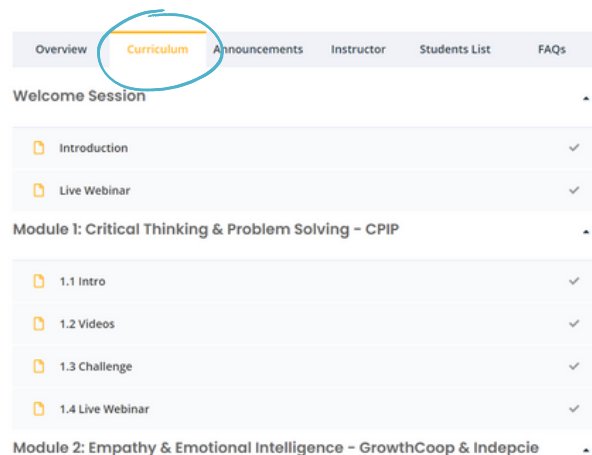 Overview Curriculum Announcements Instructor Students List FAQs
Welcome Session
Introduction
Live Webinar
Module 1: Critical Thinking & Problem Solving - CPIP
1.1 Intro
1.2 Videos
1.3 Challenge
1.4 Live Webinar
Module 2: Empathy & Emotional Intelligence - GrowthCoop & Indepcie